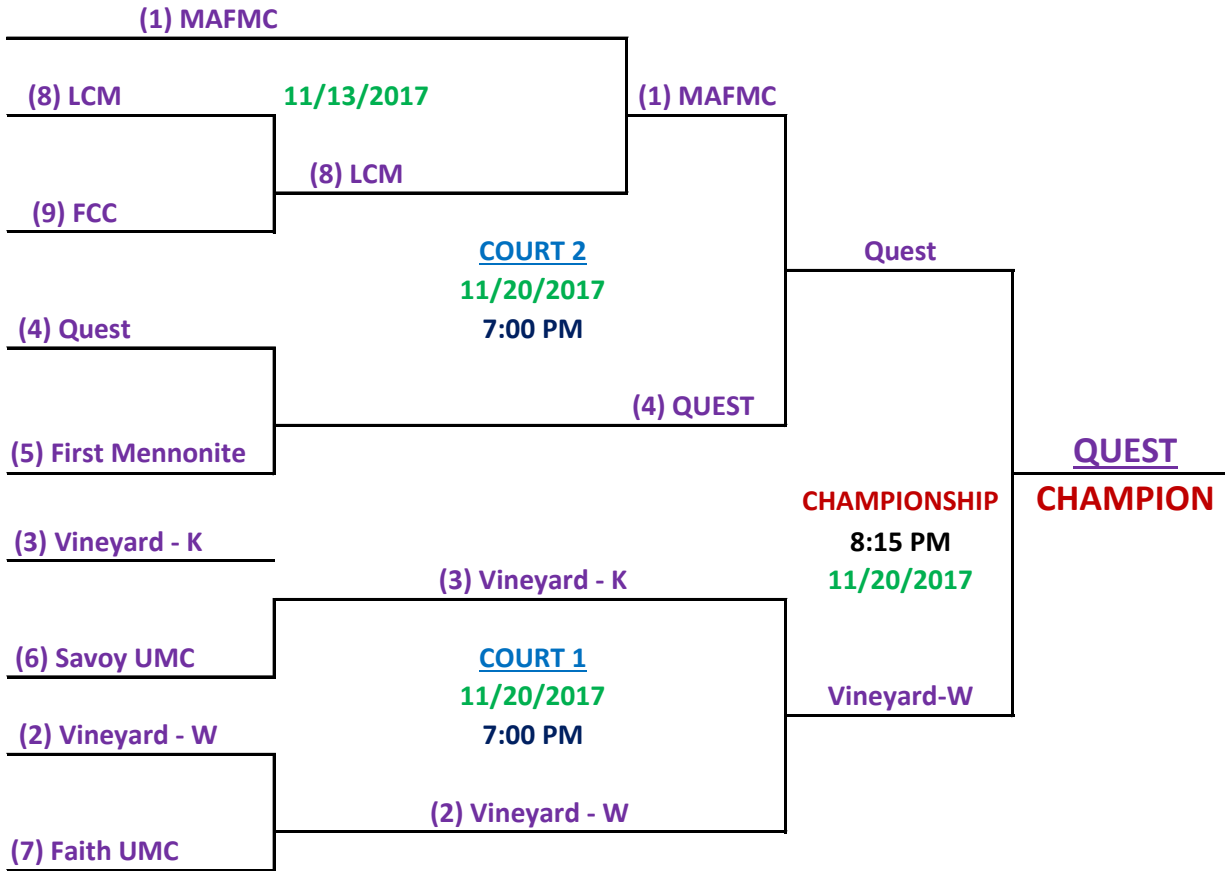 (1) MAFMC
(8) LCM
11/13/2017
(1) MAFMC
(8) LCM
(9) FCC
COURT 2
Quest
11/20/2017
(4) Quest
7:00 PM
(4) QUEST
(5) First Mennonite
QUEST
CHAMPIONSHIP
CHAMPION
(3) Vineyard - K
8:15 PM
(3) Vineyard - K
11/20/2017
(6) Savoy UMC
COURT 1
11/20/2017
Vineyard-W
(2) Vineyard - W
7:00 PM
(2) Vineyard - W
(7) Faith UMC